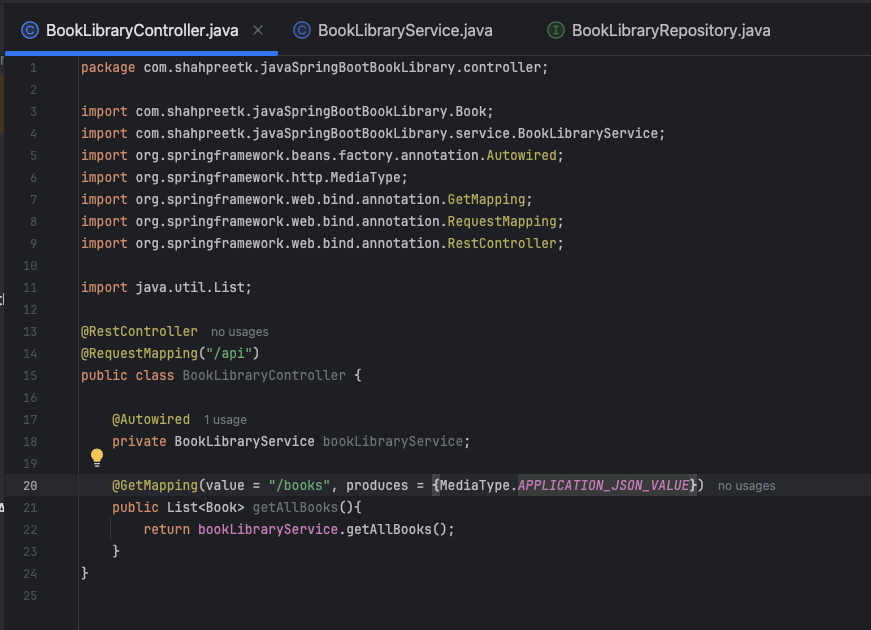 BookLibraryController.java BookLibraryService.java BookLibraryRepository.java
1 package com.shahpreetk.javaSpringBootBookLibrary.controller;
2
3 import com.shahpreetk.javaSpringBootBookLibrary.Book;
4 import com.shahpreetk.javaSpringBootBookLibrary.service.BookLibraryService;
5 import org.springframework.beans.factory.annotation.Autowired;
6 import org.springframework.http.MediaType;
7 import org.springframework.web.bind.annotation.GetMapping;
8 import org.springframework.web.bind.annotation.RequestMapping;
9 import org.springframework.web.bind.annotation.RestController;
10
11 import java.util.List;
12
13 @RestController no usages
14 @RequestMapping("/api")
15 public class BookLibraryController {
16
17 @Autowired 1 usage
18 private BookLibraryService bookLibraryService;
19
20 @GetMapping(value = "/books", produces = {MediaType.APPLICATION_JSON_VALUE}) no usages
21 public List<Book> getAllBooks(){
22 return bookLibraryService.getAllBooks();
23 }
24 }
25